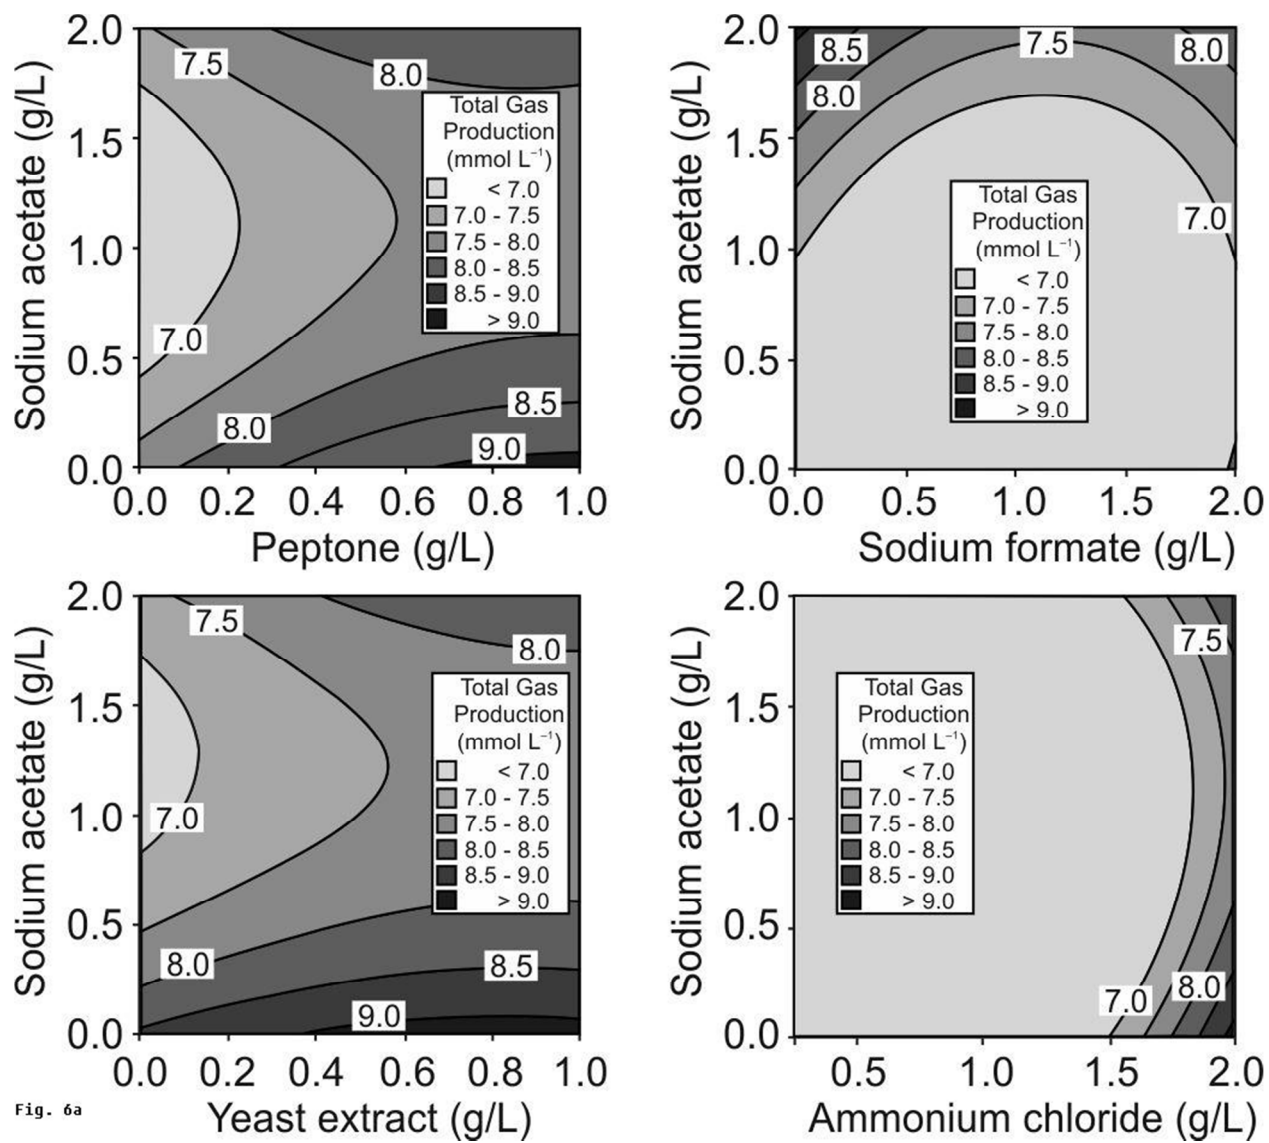 2.0
1.5
1.0
0.5
0.0
Sodium acetate (g/L)
7.5
8.0
7.0
8.0
8.5
9.0
Total Gas
Production
(mmol L⁻¹)
< 7.0
7.0 - 7.5
7.5 - 8.0
8.0 - 8.5
8.5 - 9.0
> 9.0
0.0 0.2 0.4 0.6 0.8 1.0
Peptone (g/L)
2.0
1.5
1.0
0.5
0.0
Sodium acetate (g/L)
8.5
7.5
8.0
8.0
7.0
Total Gas
Production
(mmol L⁻¹)
< 7.0
7.0 - 7.5
7.5 - 8.0
8.0 - 8.5
8.5 - 9.0
> 9.0
0.0 0.5 1.0 1.5 2.0
Sodium formate (g/L)
2.0
1.5
1.0
0.5
0.0
Sodium acetate (g/L)
7.5
8.0
7.0
8.0
8.5
9.0
Total Gas
Production
(mmol L⁻¹)
< 7.0
7.0 - 7.5
7.5 - 8.0
8.0 - 8.5
8.5 - 9.0
> 9.0
0.0 0.2 0.4 0.6 0.8 1.0
Yeast extract (g/L)
2.0
1.5
1.0
0.5
0.0
Sodium acetate (g/L)
7.5
7.0
8.0
Total Gas
Production
(mmol L⁻¹)
< 7.0
7.0 - 7.5
7.5 - 8.0
8.0 - 8.5
8.5 - 9.0
> 9.0
0.5 1.0 1.5 2.0
Ammonium chloride (g/L)
Fig. 6a